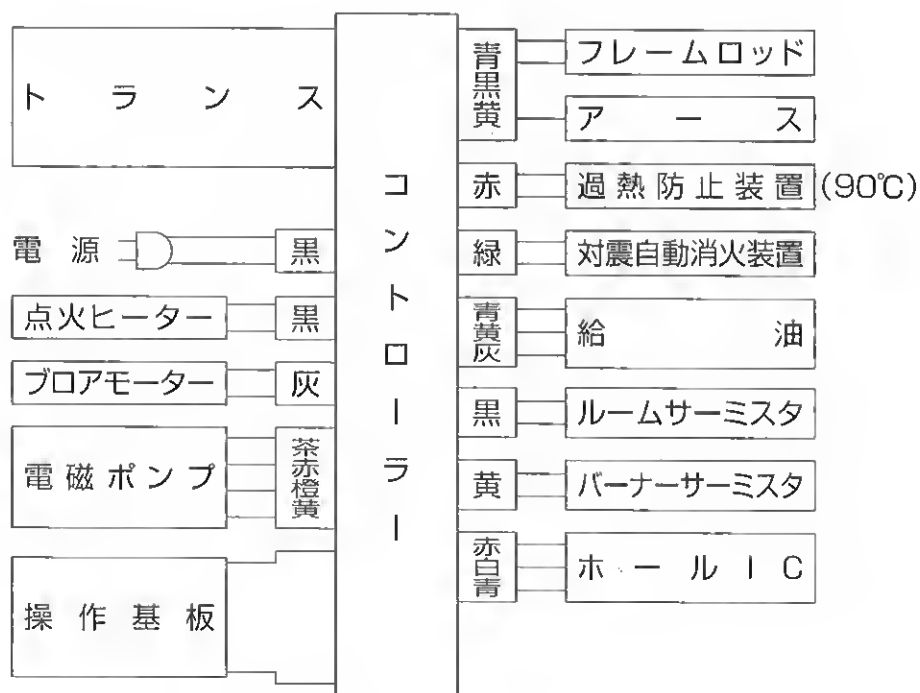 トランス
電源
黒
点火ヒーター
黒
ブロアモーター
灰
電磁ポンプ
茶赤橙黄
操作基板
コントローラー
青黒黄
フレームロッド
アース
赤
過熱防止装置(90℃)
緑
対震自動消火装置
青黄灰
給油
黒
ルームサーミスタ
黄
バーナーサーミスタ
赤白青
ホールIC